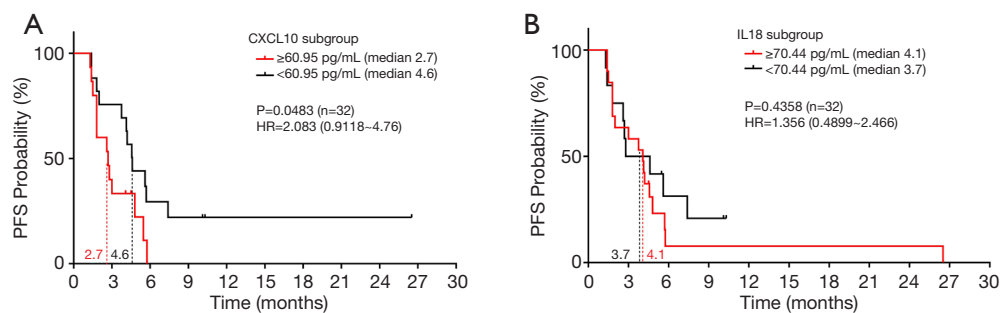 A
CXCL10 subgroup
≥60.95 pg/mL (median 2.7)
<60.95 pg/mL (median 4.6)
P=0.0483 (n=32)
HR=2.083 (0.9118~4.76)
PFS Probability (%)
100
50
0
2.7 4.6
0 3 6 9 12 15 18 21 24 27 30
Time (months)
B
IL18 subgroup
≥70.44 pg/mL (median 4.1)
<70.44 pg/mL (median 3.7)
P=0.4358 (n=32)
HR=1.356 (0.4899~2.466)
PFS Probability (%)
100
50
0
3.7 4.1
0 3 6 9 12 15 18 21 24 27 30
Time (months)